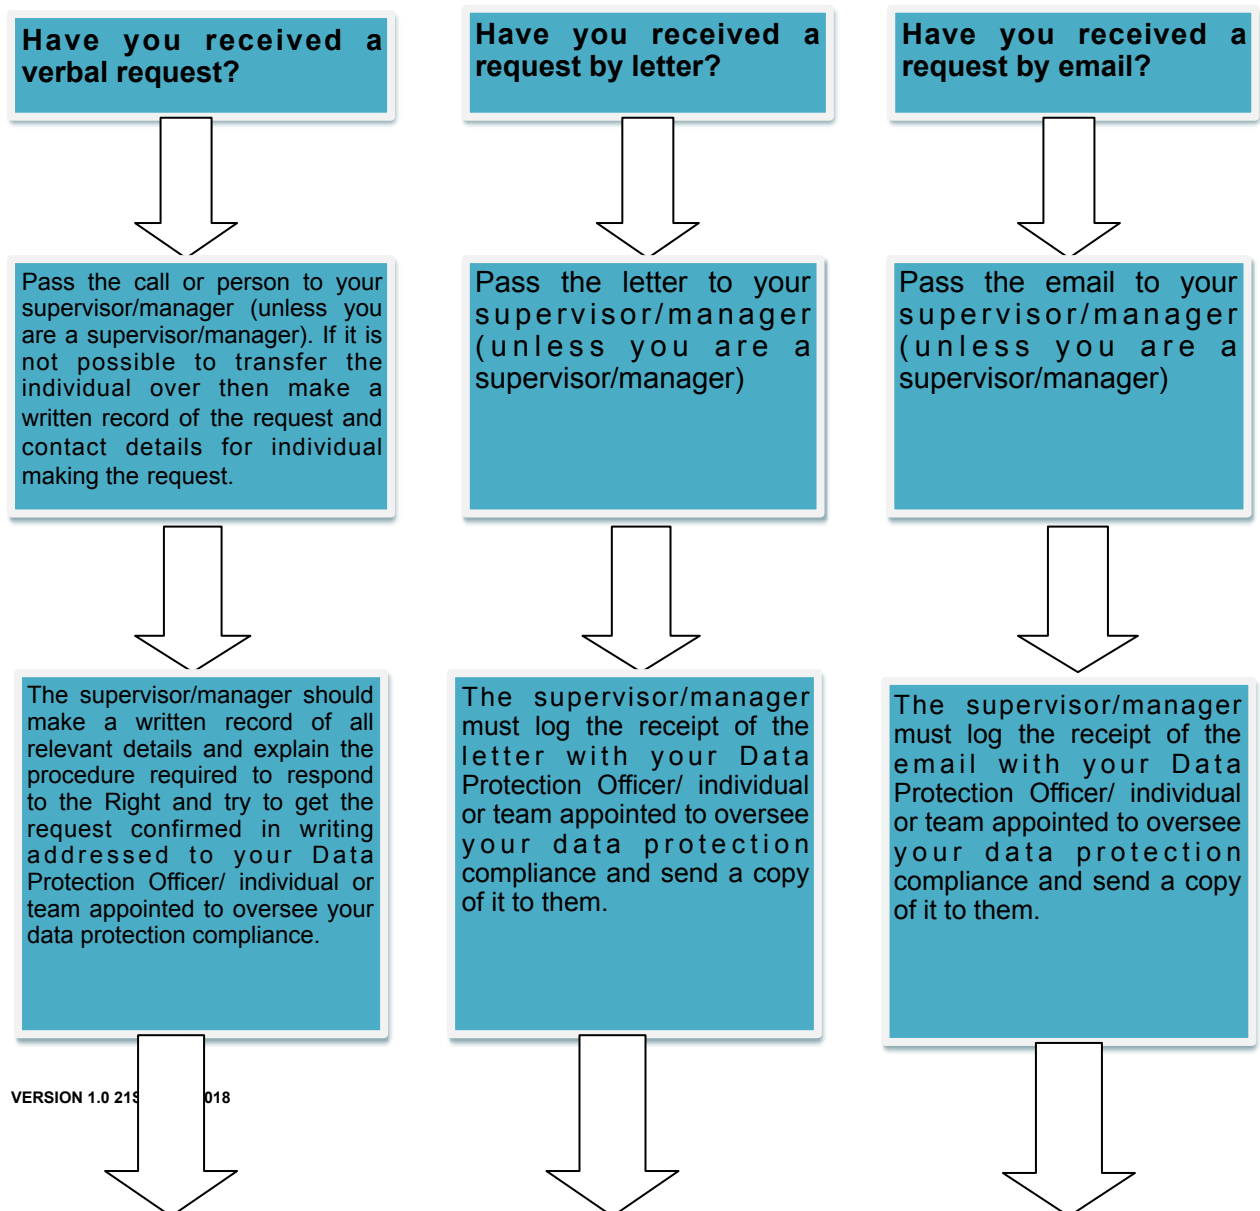 Have you received a
verbal request?
Have you received a
request by letter?
Have you received a
request by email?
Pass the call or person to your
supervisor/manager (unless you
are a supervisor/manager). If it is
not possible to transfer the
individual over then make a
written record of the request and
contact details for individual
making the request.
Pass the letter to your
supervisor/manager
(unless you are a
supervisor/manager)
Pass the email to your
supervisor/manager
(unless you are a
supervisor/manager)
The supervisor/manager should
make a written record of all
relevant details and explain the
procedure required to respond
to the Right and try to get the
request confirmed in writing
addressed to your Data
Protection Officer/ individual or
team appointed to oversee your
data protection compliance.
The supervisor/manager
must log the receipt of the
letter with your Data
Protection Officer/ individual
or team appointed to oversee
your data protection
compliance and send a copy
of it to them.
The supervisor/manager
must log the receipt of the
email with your Data
Protection Officer/ individual
or team appointed to oversee
your data protection
compliance and send a copy
of it to them.
VERSION 1.0